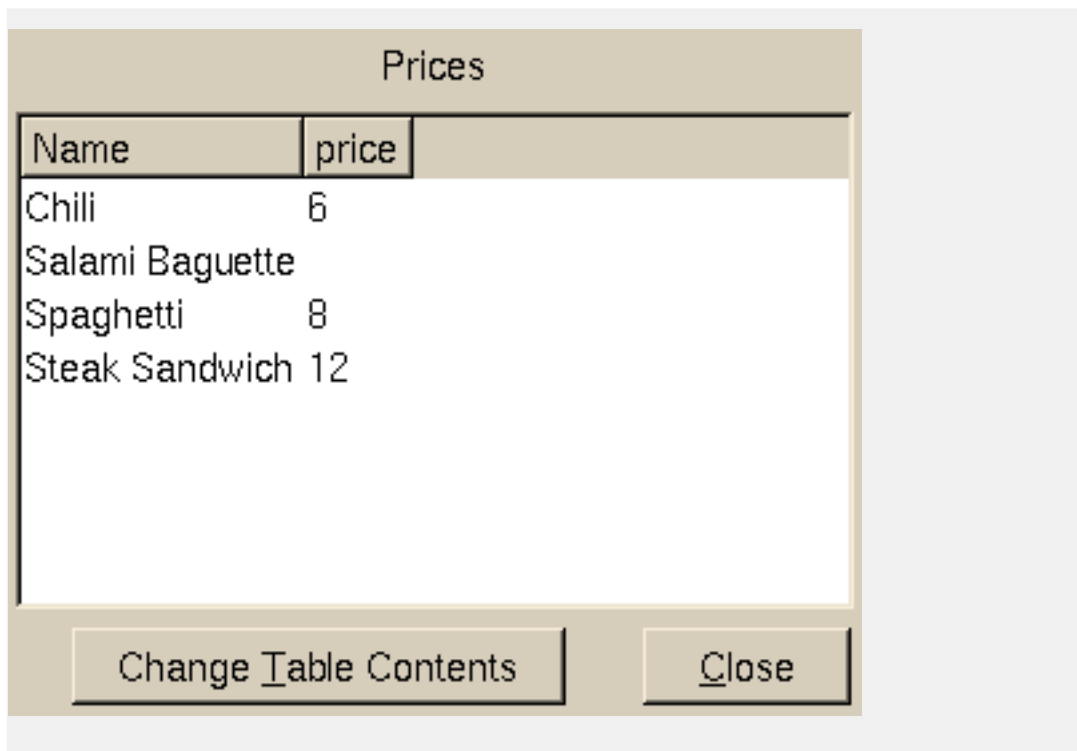 Prices
Name price
Chili 6
Salami Baguette
Spaghetti 8
Steak Sandwich 12
Change Table Contents Close